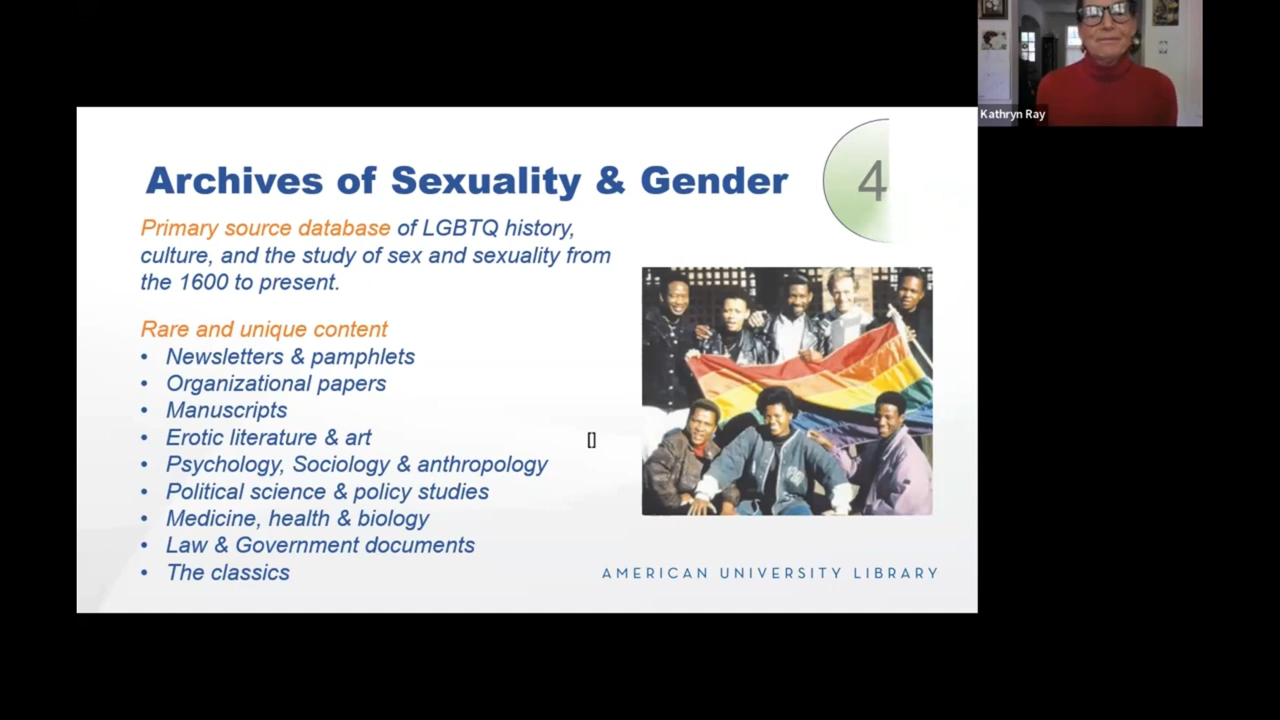 Kathryn Ray
Archives of Sexuality & Gender
4
Primary source database of LGBTQ history,
culture, and the study of sex and sexuality from
the 1600 to present.
Rare and unique content
• Newsletters & pamphlets
• Organizational papers
• Manuscripts
• Erotic literature & art
• Psychology, Sociology & anthropology
• Political science & policy studies
• Medicine, health & biology
• Law & Government documents
• The classics
[]
AMERICAN UNIVERSITY LIBRARY